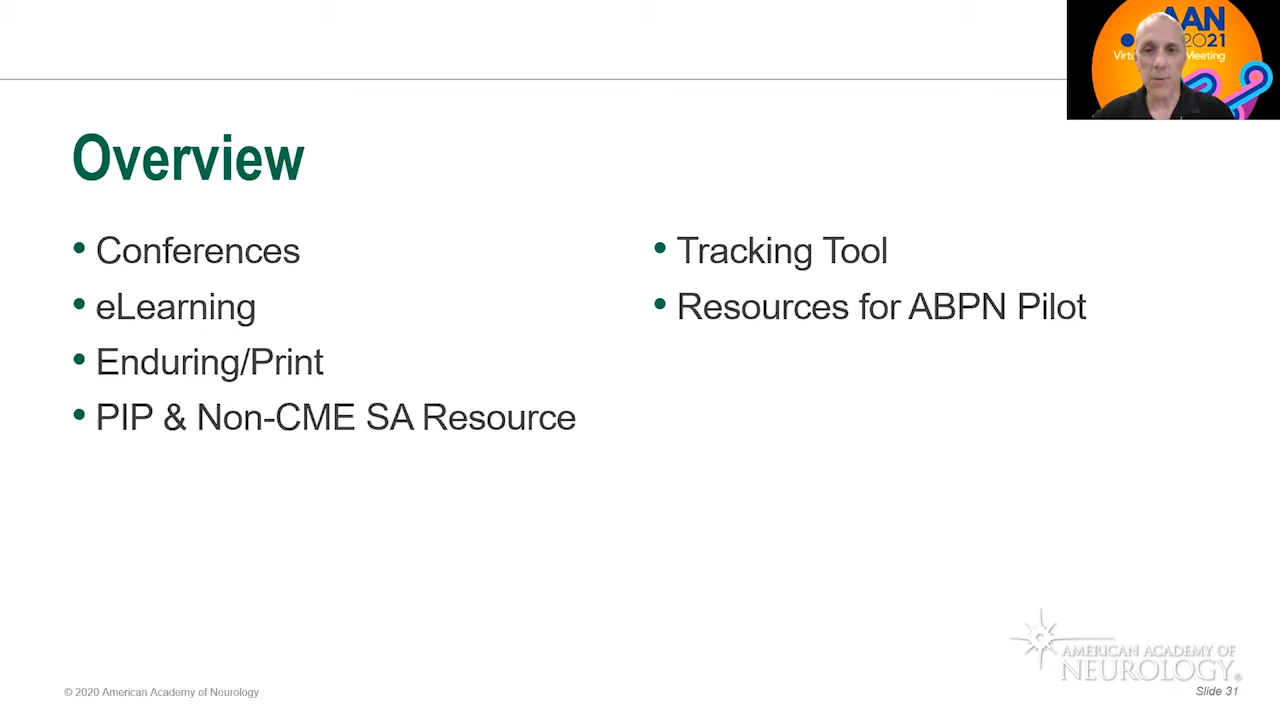 AAN
2021
Meeting
Overview
• Conferences
• eLearning
• Enduring/Print
• PIP & Non-CME SA Resource
• Tracking Tool
• Resources for ABPN Pilot
AMERICAN ACADEMY OF
NEUROLOGY®
© 2020 American Academy of Neurology
Slide 31